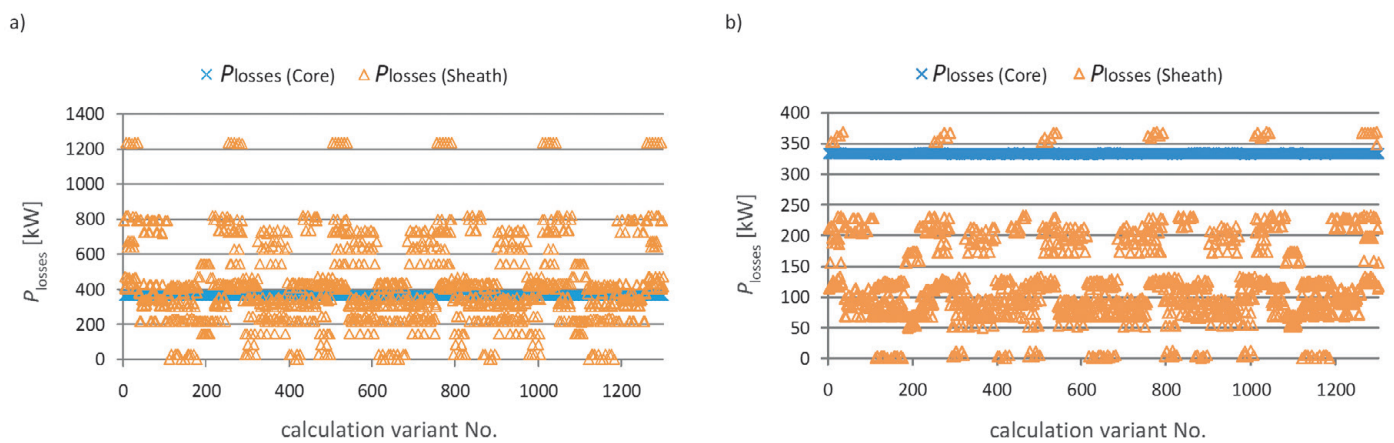 a)
× Plosses (Core) △ Plosses (Sheath)
1400
1200
1000
800
600
400
200
0
Plosses [kW]
0 200 400 600 800 1000 1200
calculation variant No.
b)
× Plosses (Core) △ Plosses (Sheath)
400
350
300
250
200
150
100
50
0
Plosses [kW]
0 200 400 600 800 1000 1200
calculation variant No.